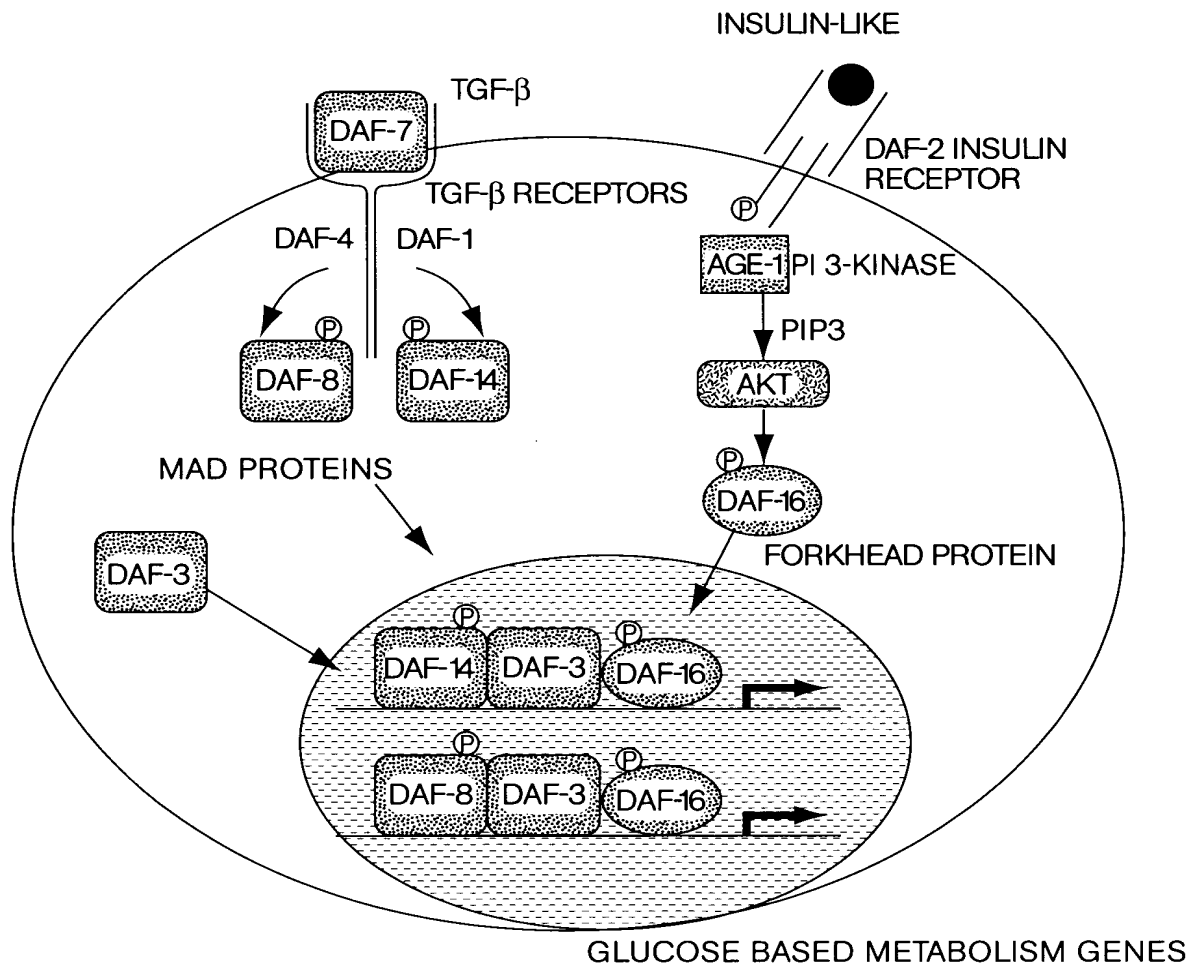 INSULIN-LIKE
TGF-β
DAF-7
DAF-2 INSULIN
RECEPTOR
TGF-β RECEPTORS
P
DAF-4
DAF-1
AGE-1
PI 3-KINASE
P
P
PIP3
DAF-8
DAF-14
AKT
MAD PROTEINS
P
DAF-16
FORKHEAD PROTEIN
DAF-3
P
P
DAF-14
DAF-3
DAF-16
P
P
DAF-8
DAF-3
DAF-16
GLUCOSE BASED METABOLISM GENES